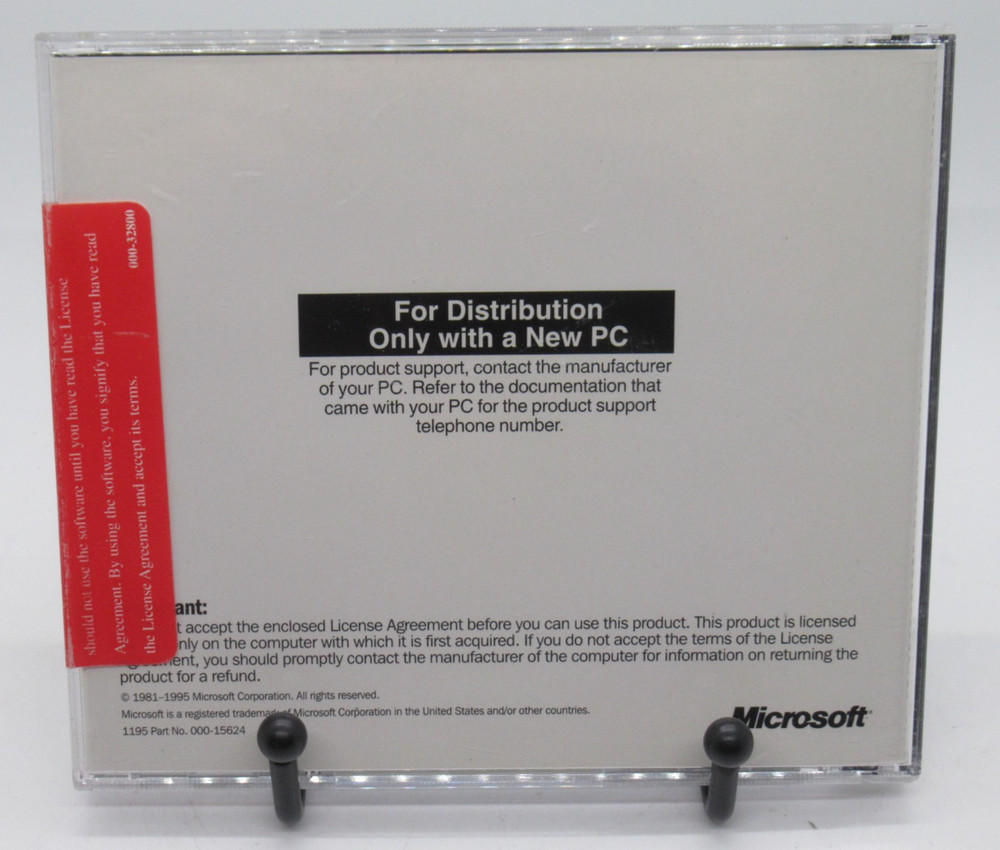 For Distribution
Only with a New PC
For product support, contact the manufacturer
of your PC. Refer to the documentation that
came with your PC for the product support
telephone number.
should not use the software until you have read the License
Agreement. By using the software, you signify that you have read
the License Agreement and accept its terms.
000-32800
ant:
t accept the enclosed License Agreement before you can use this product. This product is licensed
only on the computer with which it is first acquired. If you do not accept the terms of the License
Agreement, you should promptly contact the manufacturer of the computer for information on returning the
product for a refund.
© 1981–1995 Microsoft Corporation. All rights reserved.
Microsoft is a registered trademark of Microsoft Corporation in the United States and/or other countries.
1195 Part No. 000-15624
Microsoft®